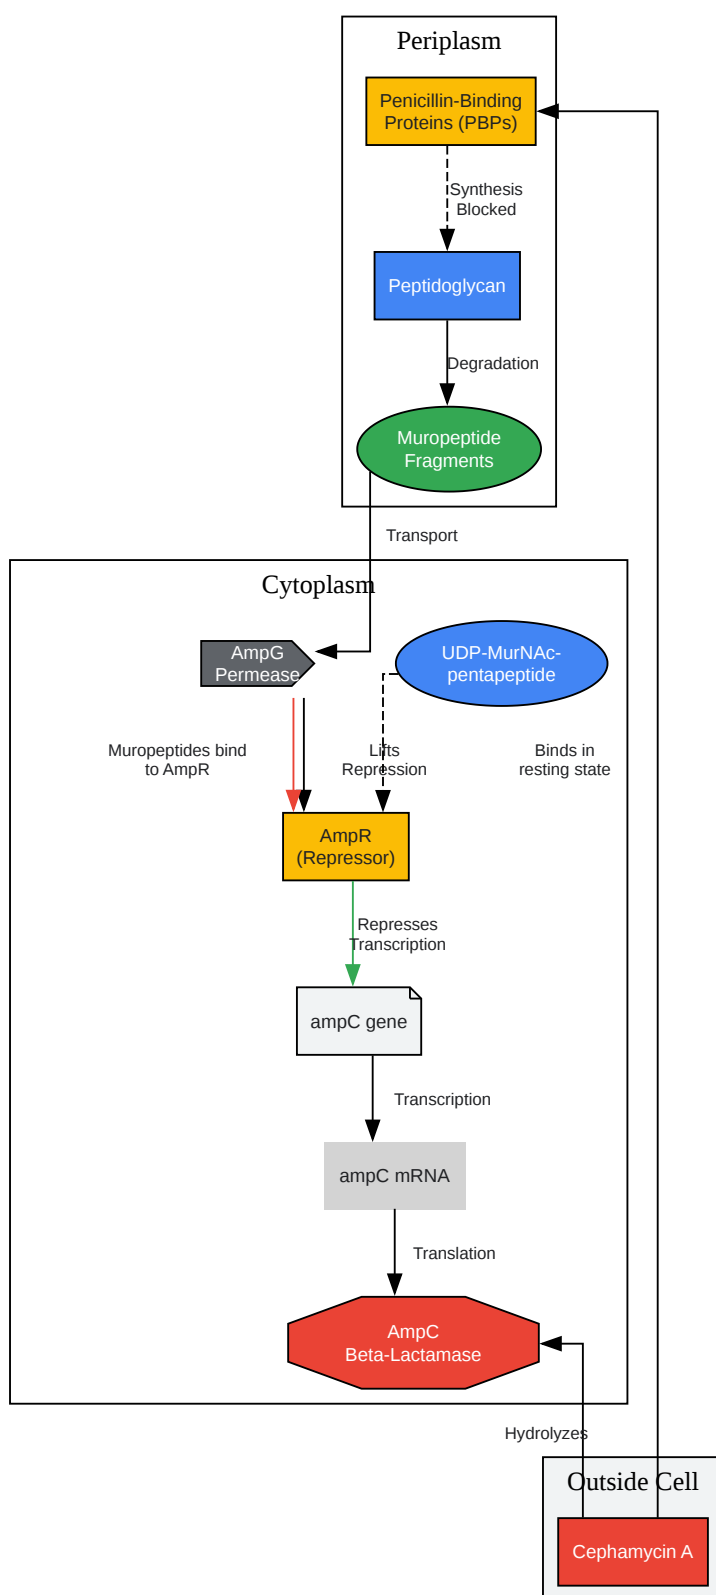 Periplasm
Penicillin-Binding
Proteins (PBPs)
Synthesis
Blocked
Peptidoglycan
Degradation
Muropeptide
Fragments
Transport
Cytoplasm
AmpG
Permease
UDP-MurNAc-
pentapeptide
Muropeptides bind
to AmpR
Lifts
Repression
Binds in
resting state
AmpR
(Repressor)
Represses
Transcription
ampC gene
Transcription
ampC mRNA
Translation
AmpC
Beta-Lactamase
Hydrolyzes
Outside Cell
Cephamycin A